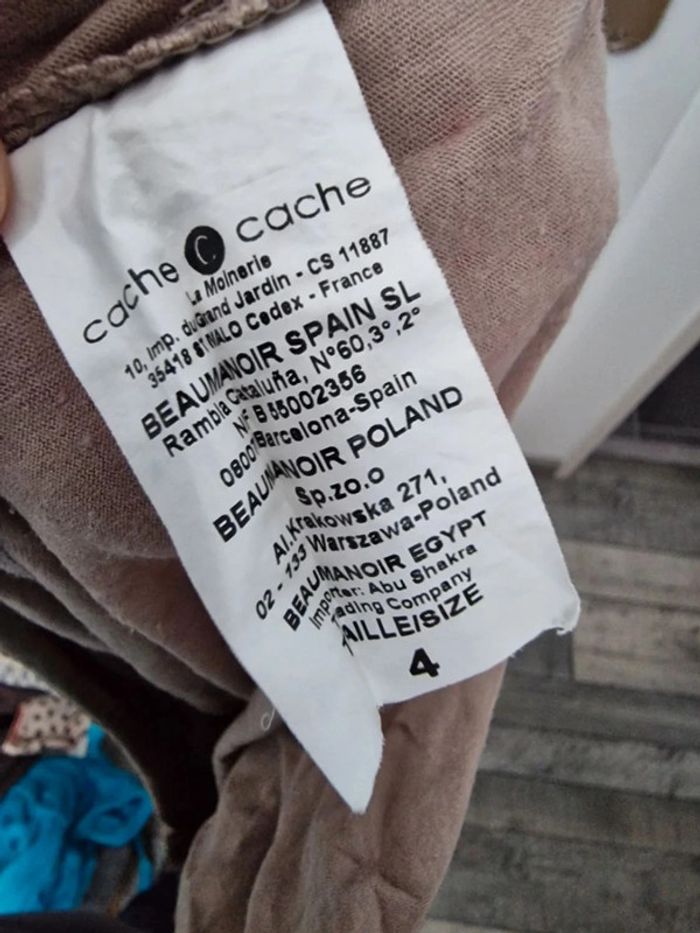 cache cache
La Moinerie
10, Imp. du Grand Jardin - CS 11887
35418 ST MALO Cedex - France
BEAUMANOIR SPAIN SL
Rambla Cataluña, N°60,3°,2°
NIF B 55002356
08007 Barcelona-Spain
BEAUMANOIR POLAND
Sp.zo.o
Al.Krakowska 271,
02 - 133 Warszawa-Poland
BEAUMANOIR EGYPT
Importer: Abu Shakra
Trading Company
TAILLE/SIZE
4